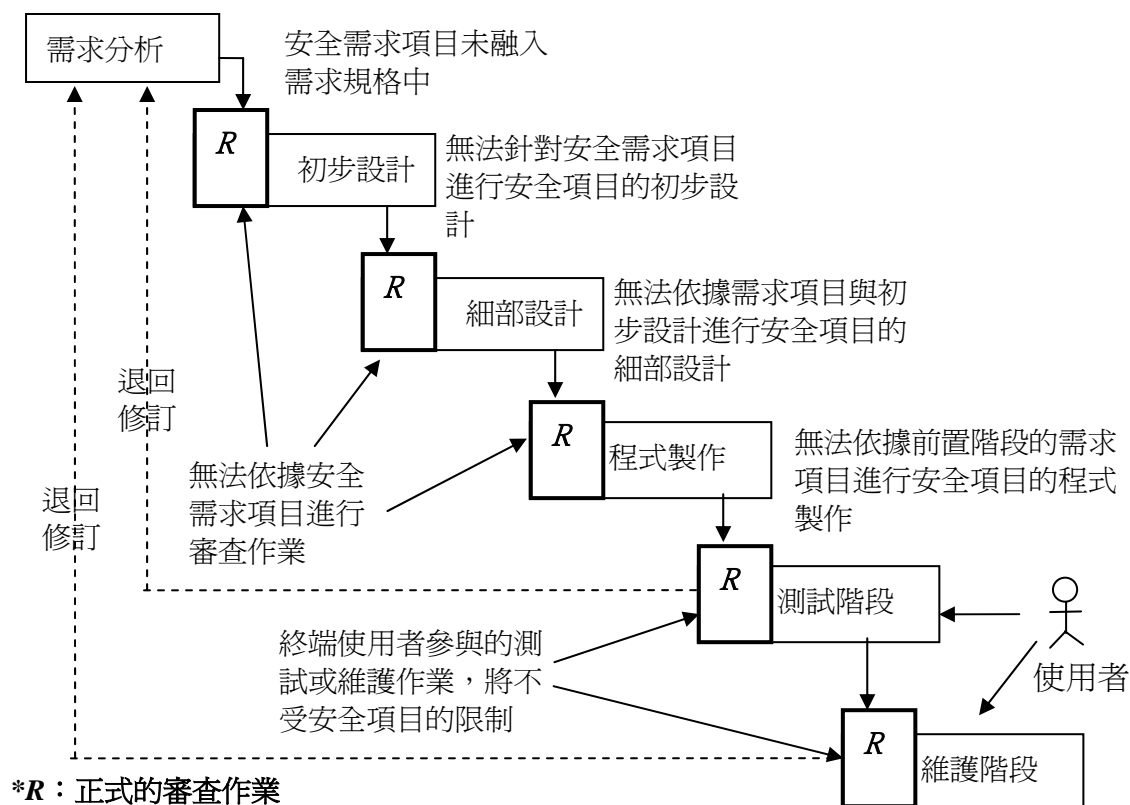 需求分析
安全需求項目未融入
需求規格中
R
初步設計
無法針對安全需求項目
進行安全項目的初步設
計
R
細部設計
無法依據需求項目與初
步設計進行安全項目的
細部設計
退回
修訂
R
程式製作
無法依據前置階段的需求
項目進行安全項目的程式
製作
無法依據安全
需求項目進行
審查作業
退回
修訂
R
測試階段
使用者
終端使用者參與的測
試或維護作業，將不
受安全項目的限制
R
維護階段
*R：正式的審查作業